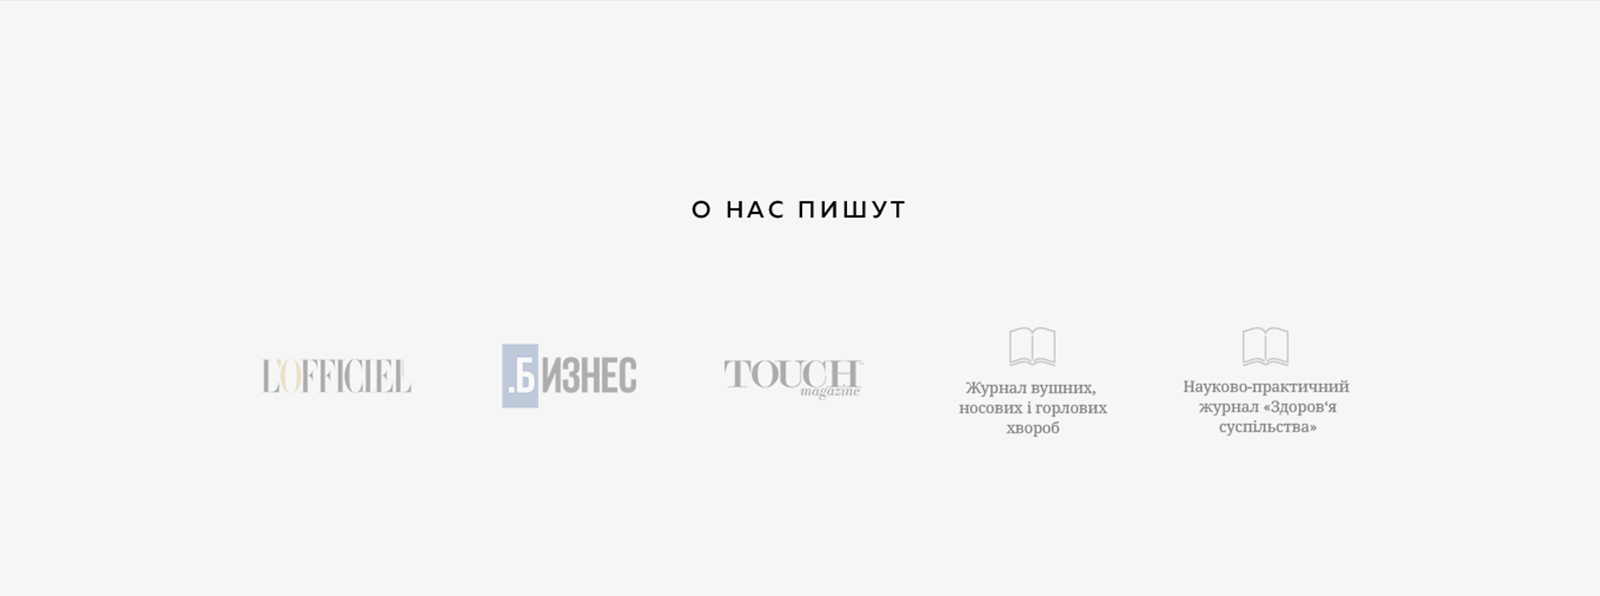 О НАС ПИШУТ
L'OFFICIEL
.БИЗНЕС
TOUCH
magazine
Журнал вушних,
носових і горлових
хвороб
Науково-практичний
журнал «Здоров‘я
суспільства»